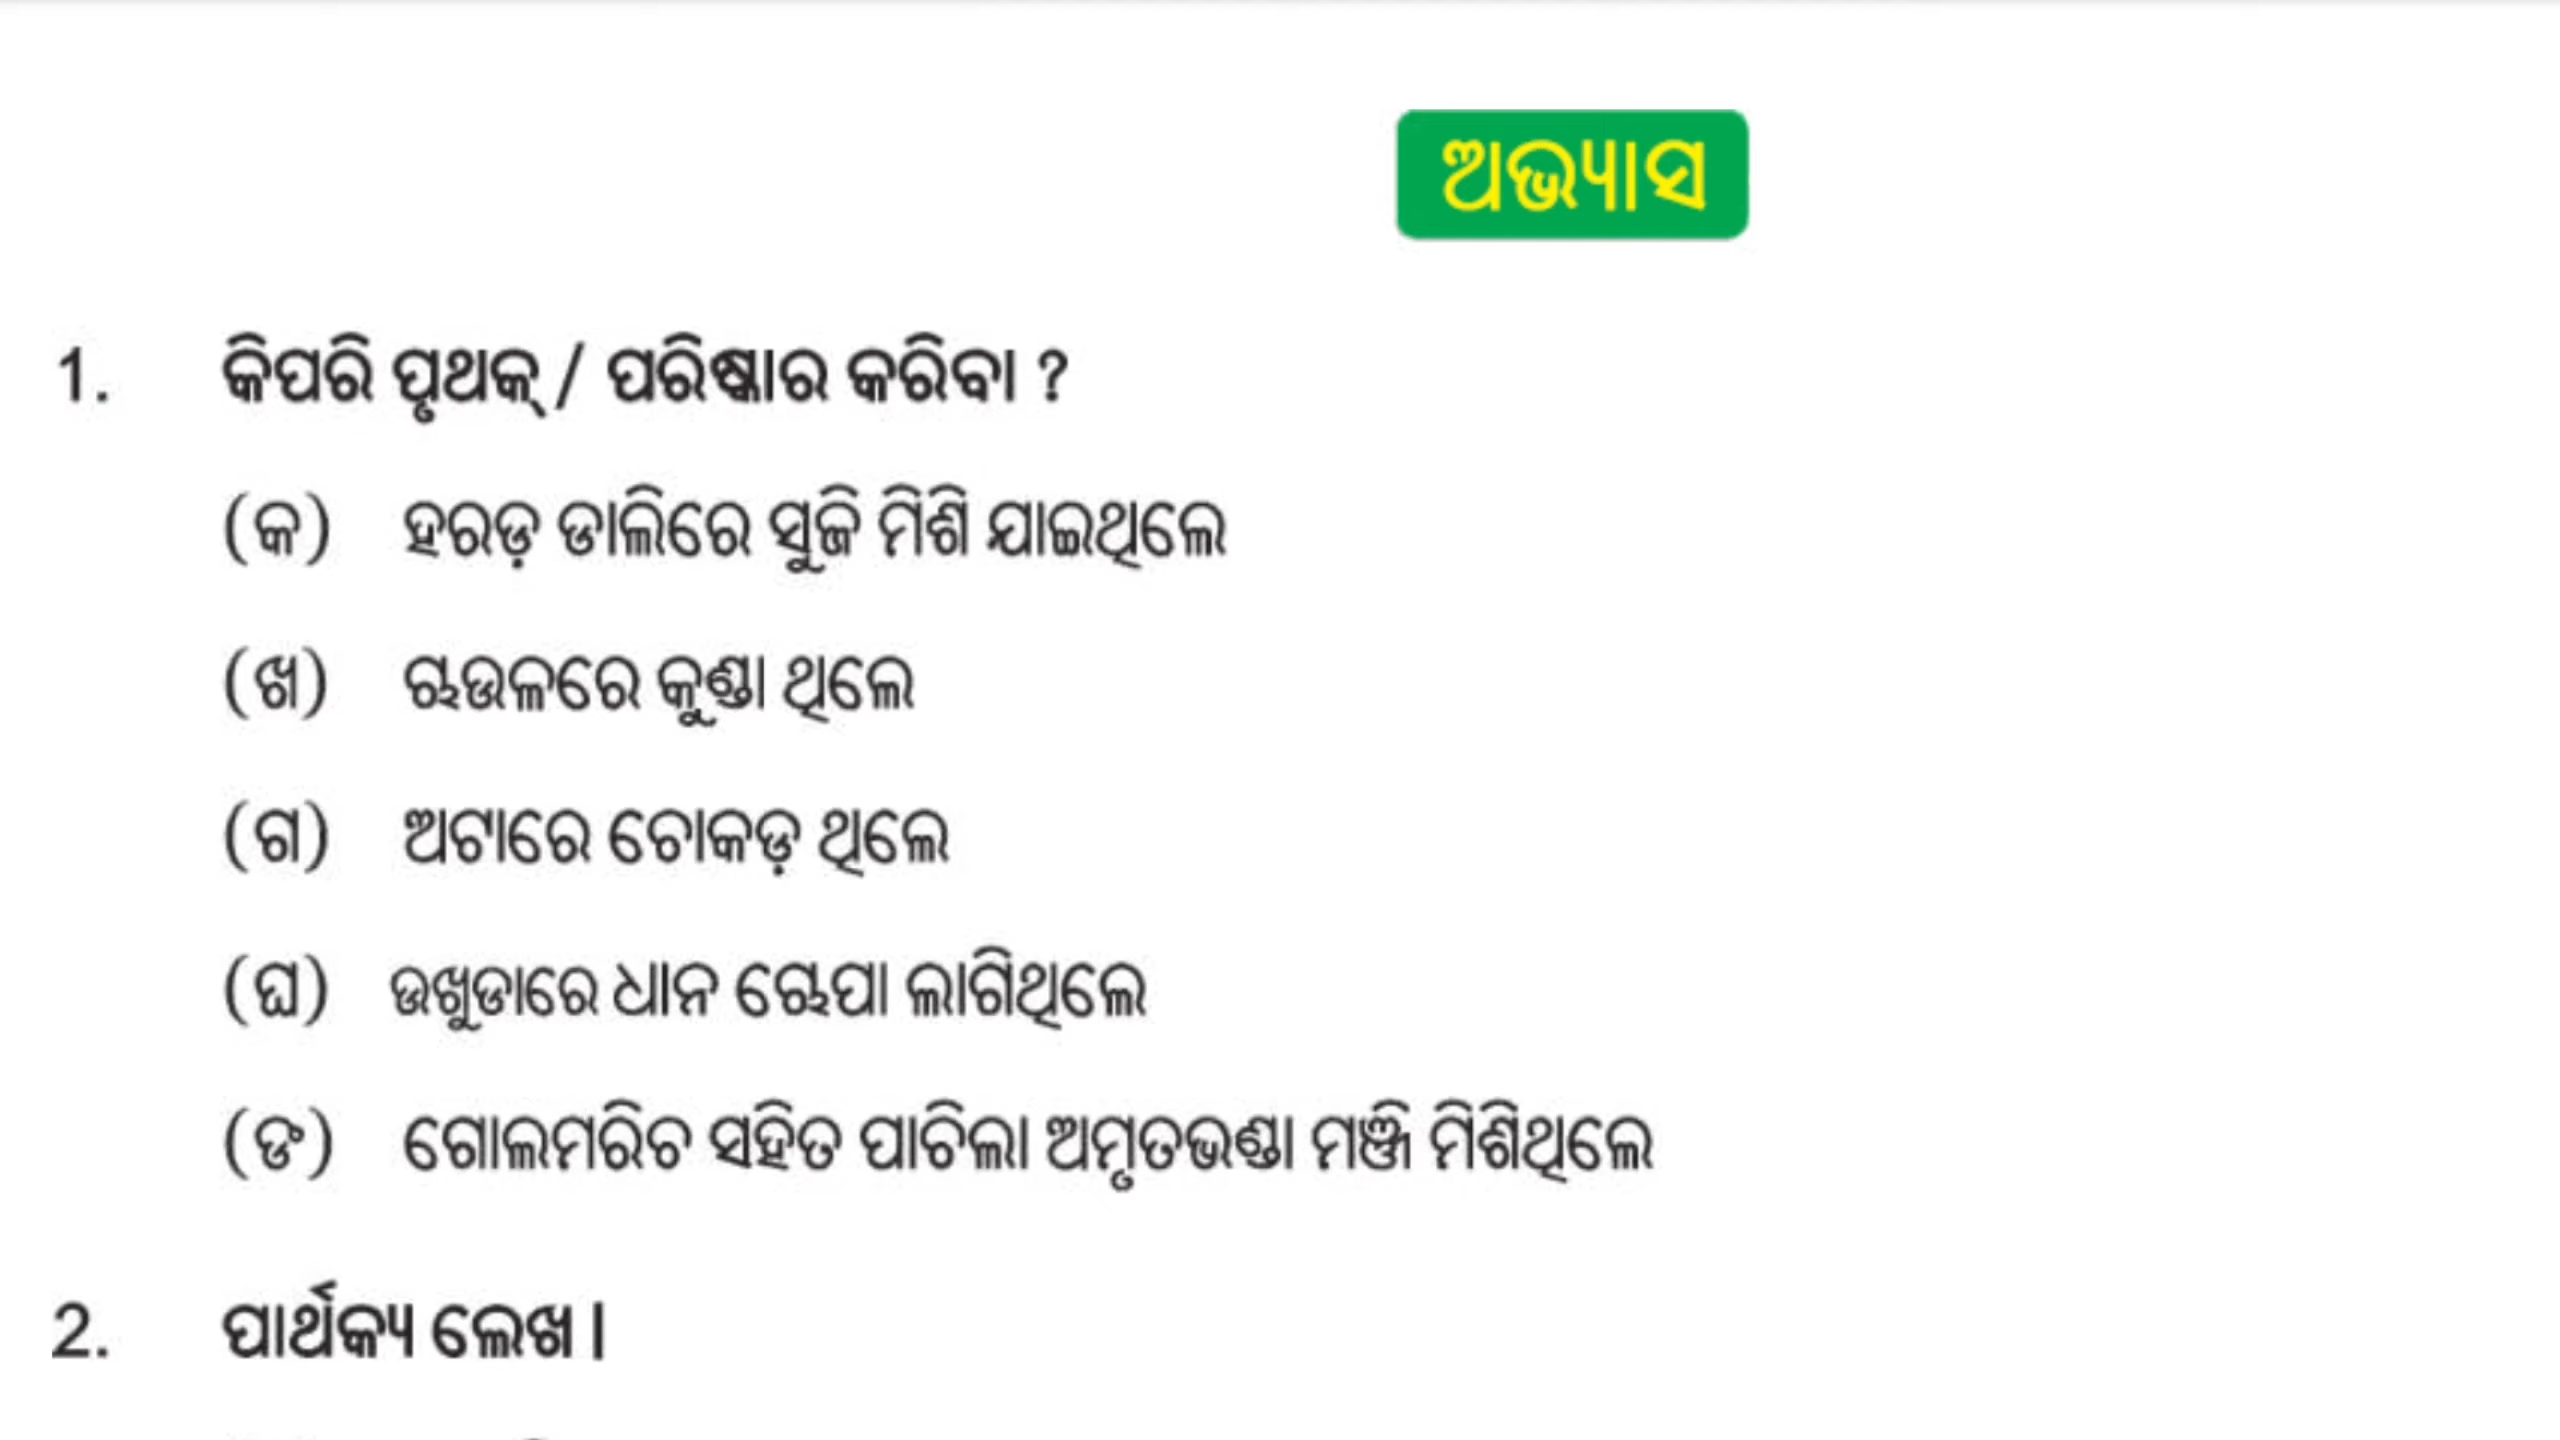 ଅଭ୍ୟାସ
1. କିପରି ପୃଥକ୍ / ପରିଷ୍କାର କରିବା ?
(କ) ହରଡ଼ ଡାଲିରେ ସୁଜି ମିଶି ଯାଇଥିଲେ
(ଖ) ଚାଉଳରେ କୁଣ୍ଡା ଥିଲେ
(ଗ) ଅଟାରେ ଚୋକଡ଼ ଥିଲେ
(ଘ) ଉଖୁଡାରେ ଧାନ ଚୋପା ଲାଗିଥିଲେ
(ଙ) ଗୋଲମରିଚ ସହିତ ପାଚିଲା ଅମୃତଭଣ୍ଡା ମଞ୍ଜି ମିଶିଥିଲେ
2. ପାର୍ଥକ୍ୟ ଲେଖ ।